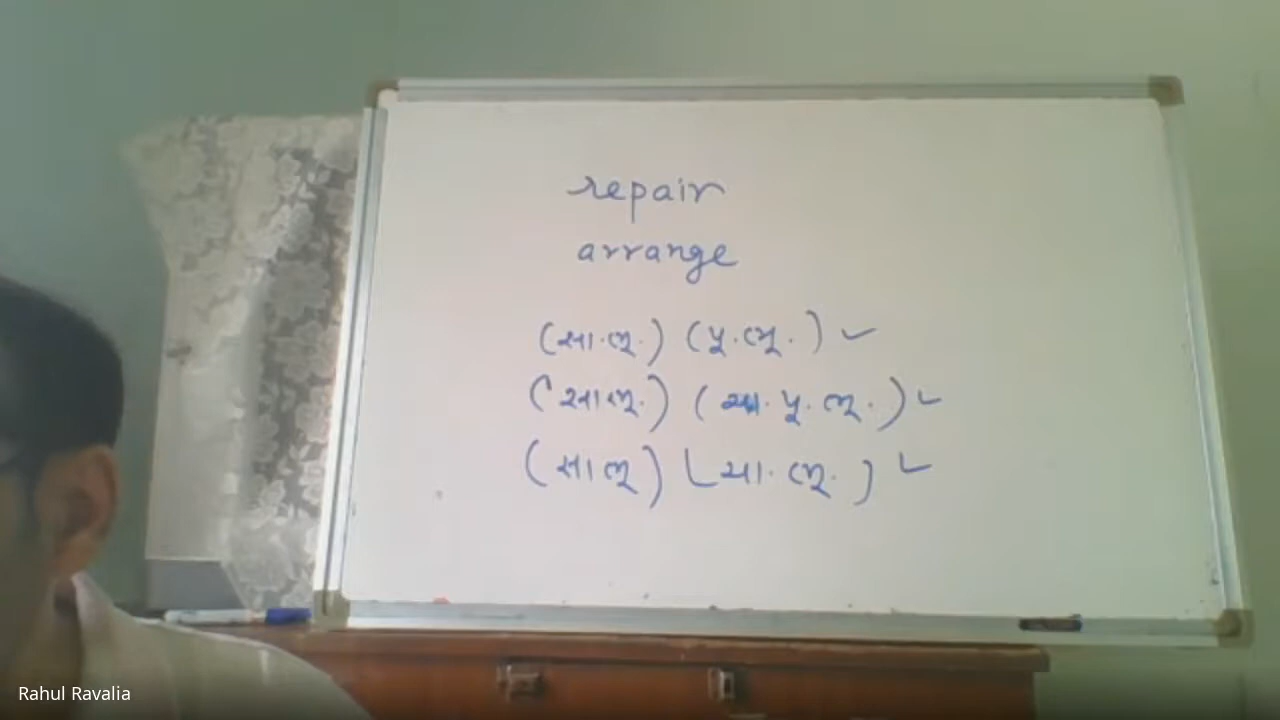 repair
arrange
(સા.ભૂ.) (પૂ.ભૂ.) ✓
(સા ભૂ.) (ચા. પૂ. ભૂ.) ✓
(સા ભૂ) (ચા. ભૂ.) ✓
Rahul Ravalia